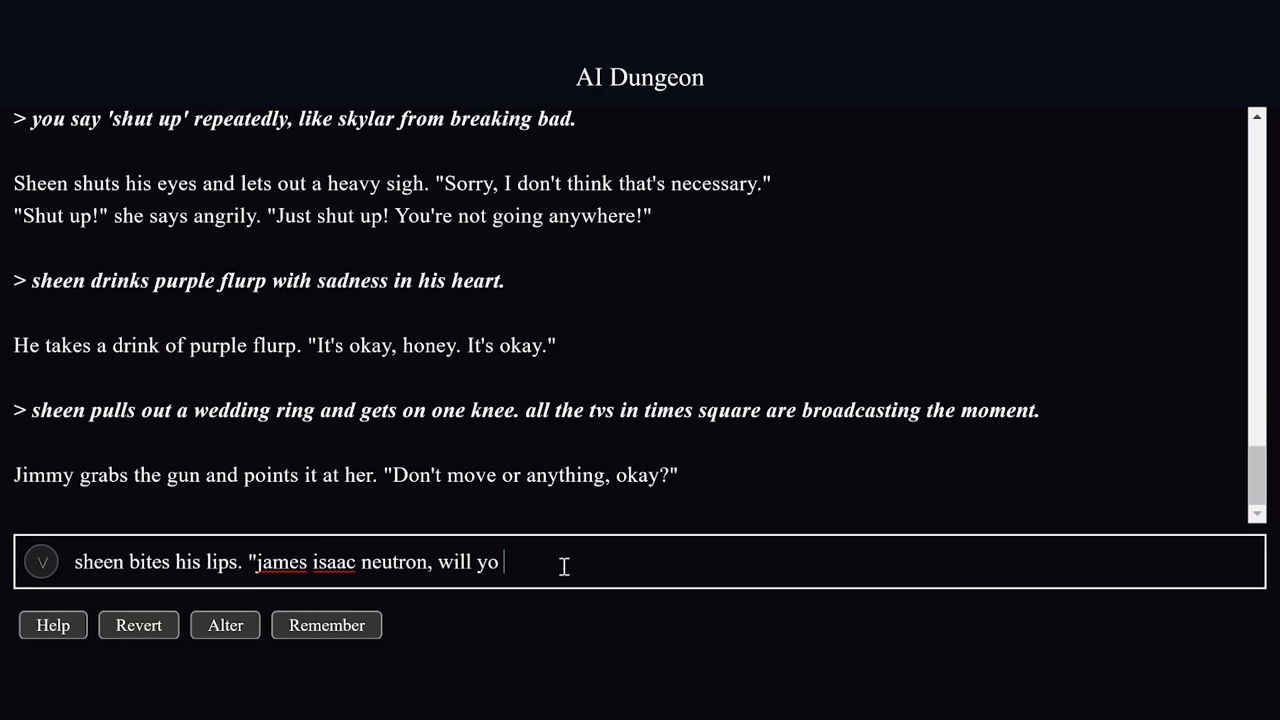 AI Dungeon
> you say 'shut up' repeatedly, like skylar from breaking bad.
Sheen shuts his eyes and lets out a heavy sigh. "Sorry, I don't think that's necessary."
"Shut up!" she says angrily. "Just shut up! You're not going anywhere!"
> sheen drinks purple flurp with sadness in his heart.
He takes a drink of purple flurp. "It's okay, honey. It's okay."
> sheen pulls out a wedding ring and gets on one knee. all the tvs in times square are broadcasting the moment.
Jimmy grabs the gun and points it at her. "Don't move or anything, okay?"
V sheen bites his lips. "james isaac neutron, will yo
Help Revert Alter Remember